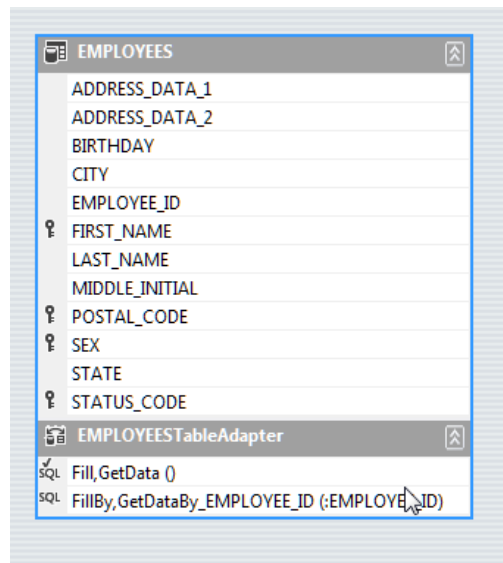 EMPLOYEES
ADDRESS_DATA_1
ADDRESS_DATA_2
BIRTHDAY
CITY
EMPLOYEE_ID
FIRST_NAME
LAST_NAME
MIDDLE_INITIAL
POSTAL_CODE
SEX
STATE
STATUS_CODE
EMPLOYEESTableAdapter
SQL Fill,GetData ()
SQL FillBy,GetDataBy_EMPLOYEE_ID (:EMPLOYEE_ID)